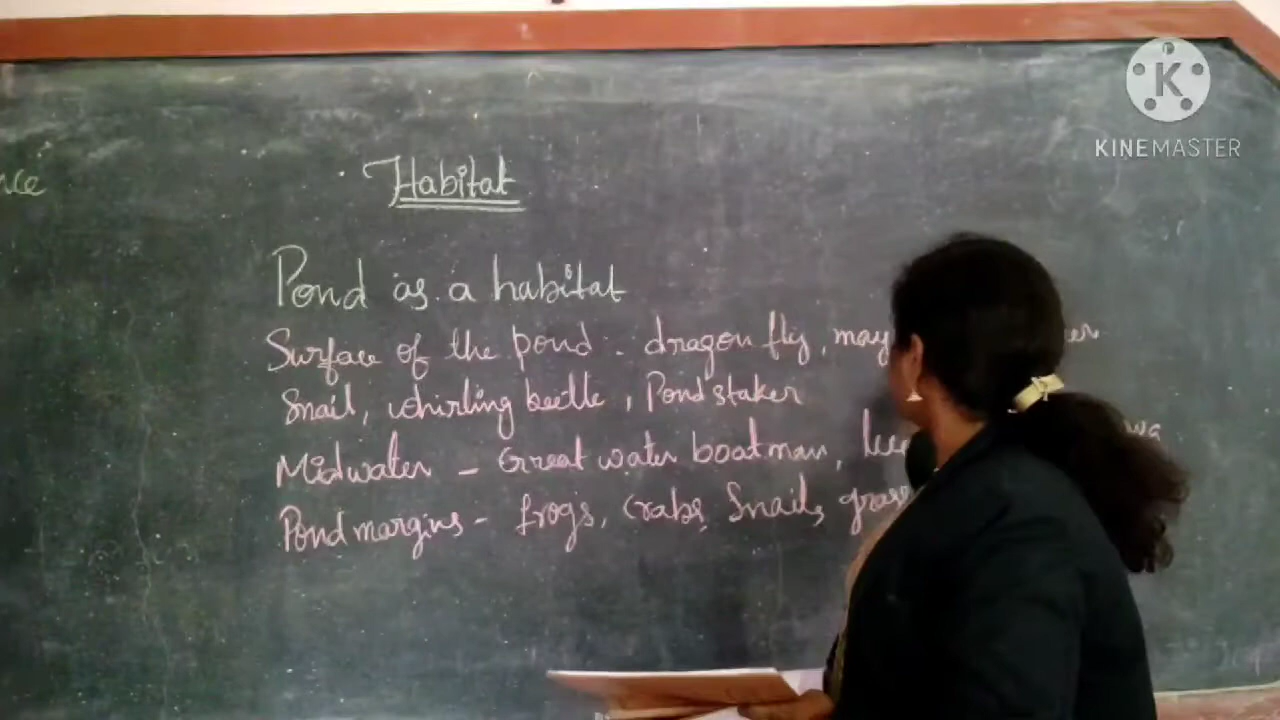 Habitat
Pond as a habitat
Surface of the pond - dragon fly, may
Snail, whirling beetle, Pond staker
Midwater - Great water boatman,
Pond margins - frogs, Crabs, Snails,
KINEMASTER